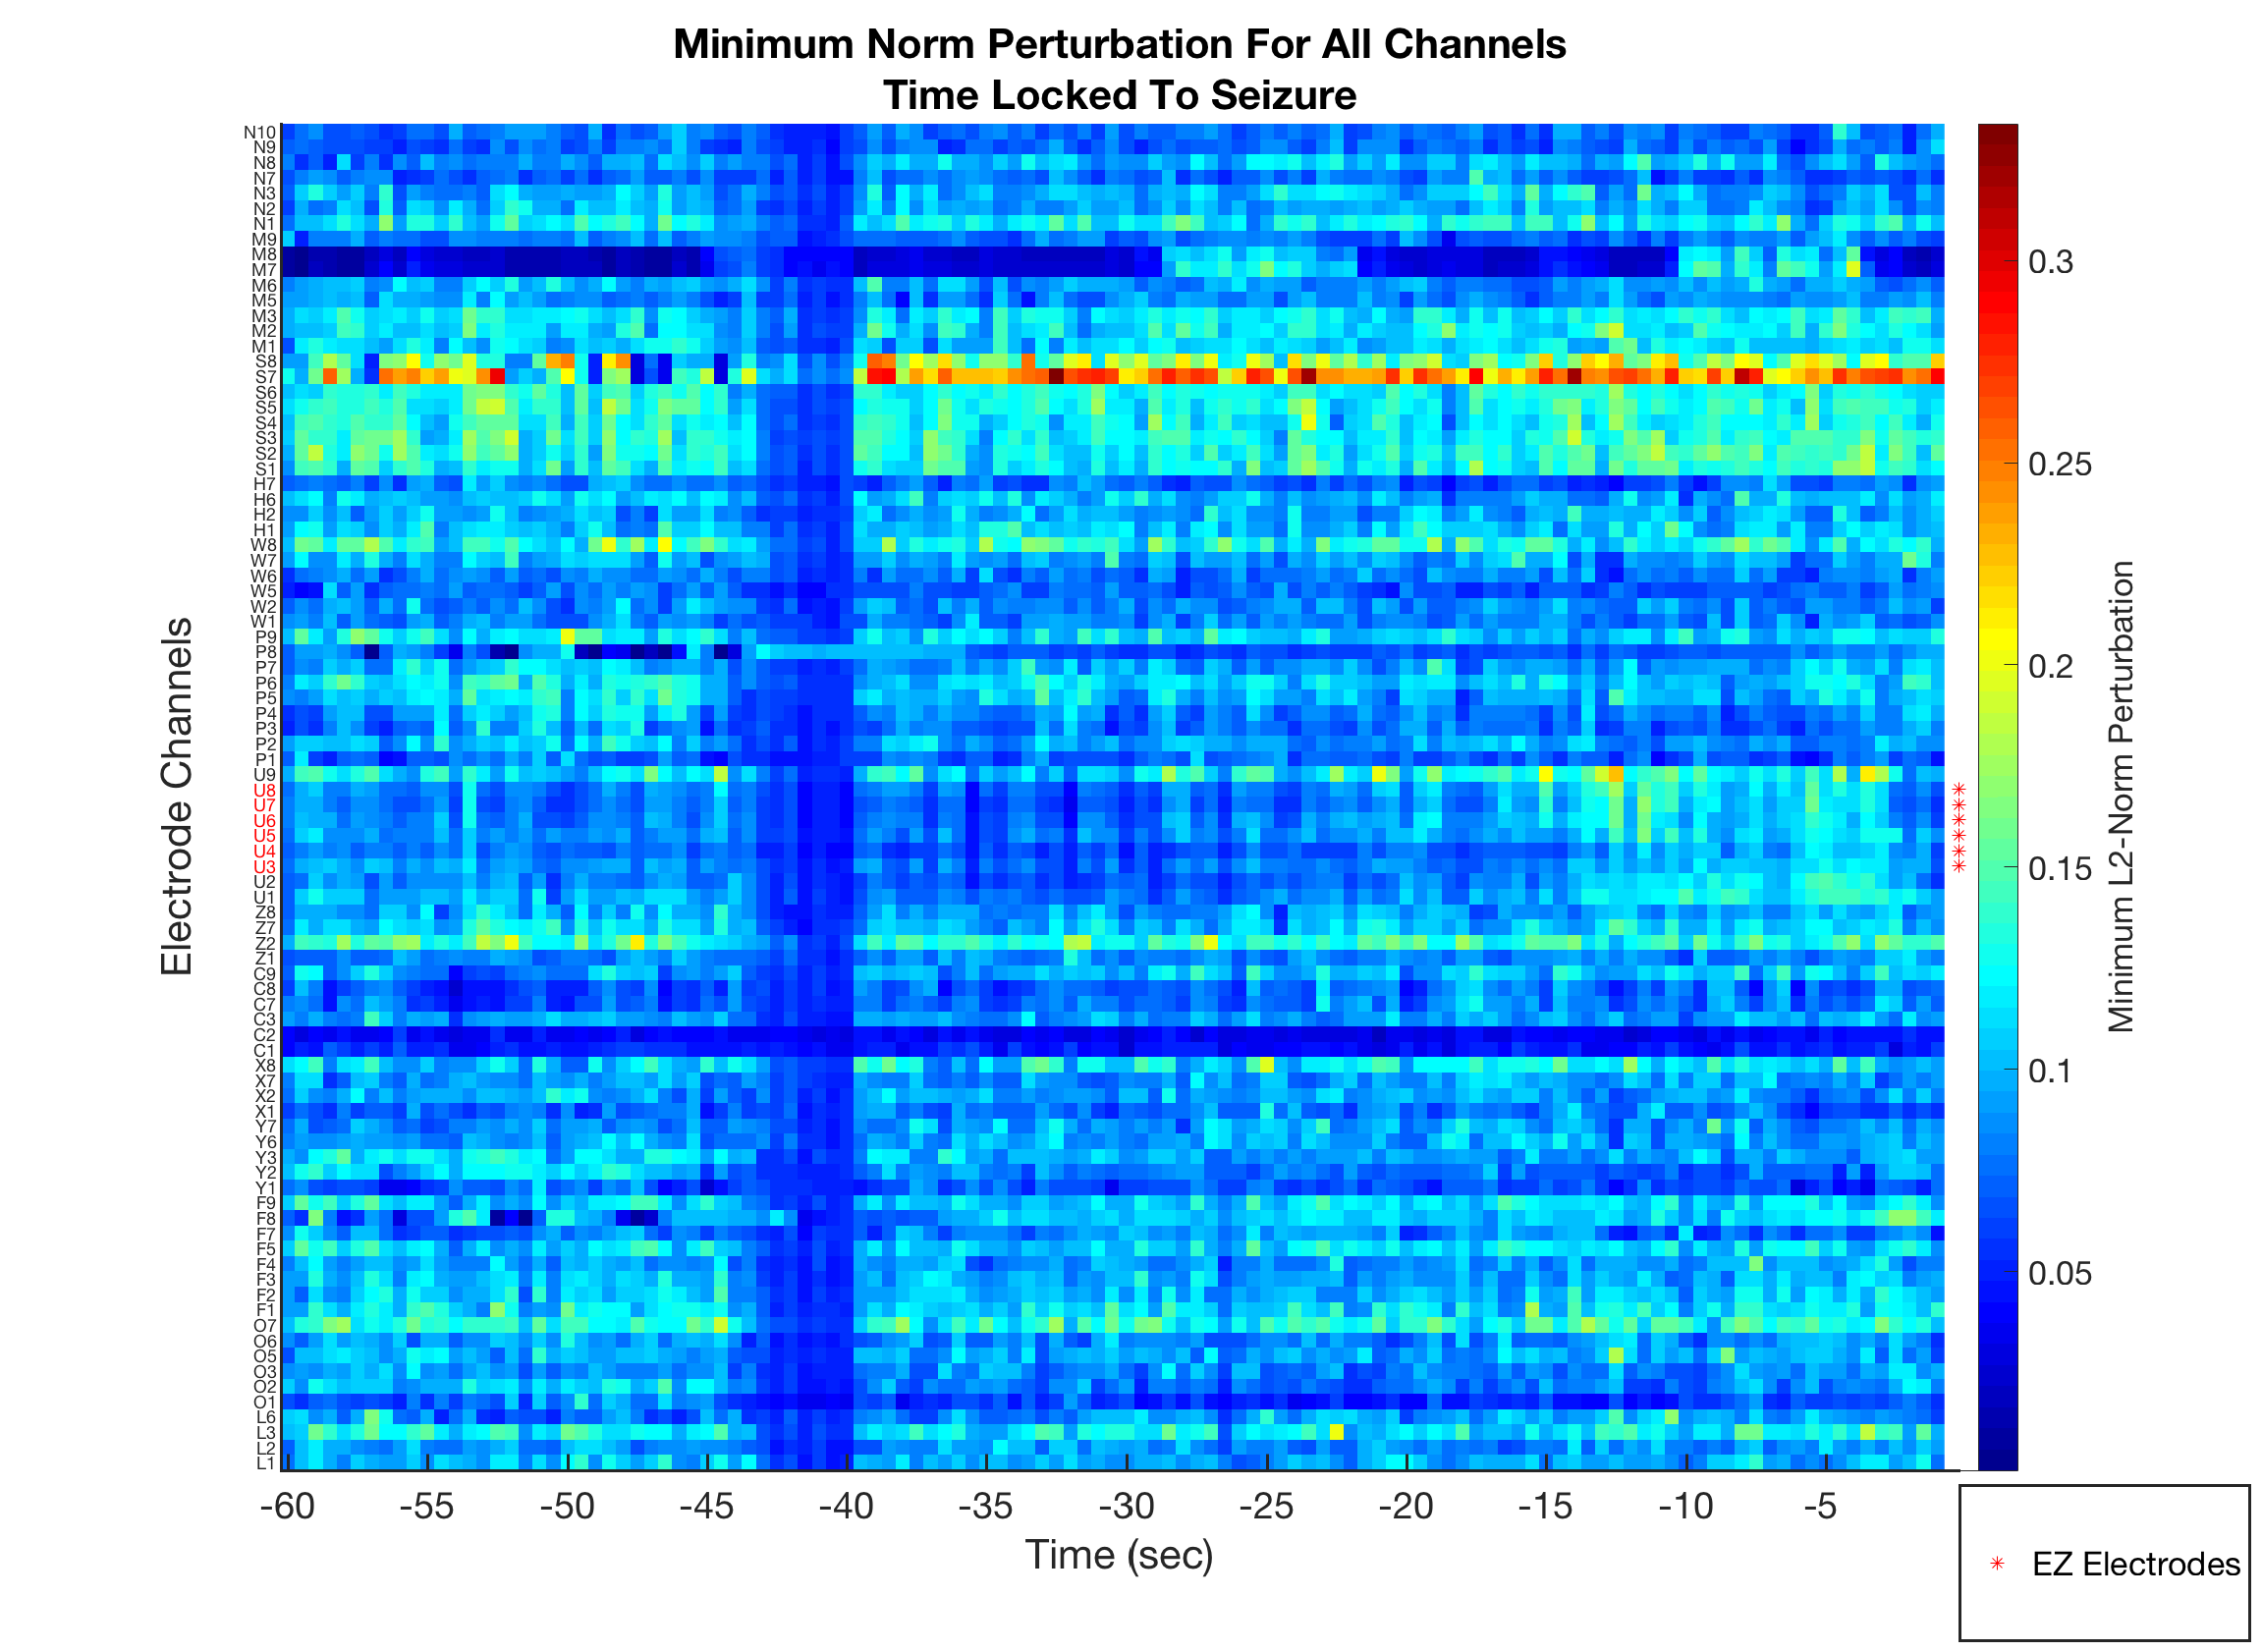 Minimum Norm Perturbation For All Channels
Time Locked To Seizure
Electrode Channels
N10
N9
N8
N7
N3
N2
N1
M9
M8
M7
M6
M5
M3
M2
M1
S8
S7
S6
S5
S4
S3
S2
S1
H7
H6
H2
H1
W8
W7
W6
W5
W2
W1
P9
P8
P7
P6
P5
P4
P3
P2
P1
U9
U8
U7
U6
U5
U4
U3
U2
U1
Z8
Z7
Z2
Z1
C9
C8
C7
C3
C2
C1
X8
X7
X2
X1
Y7
Y6
Y3
Y2
Y1
F9
F8
F7
F5
F4
F3
F2
F1
O7
O6
O5
O3
O2
O1
L6
L3
L2
L1
-60 -55 -50 -45 -40 -35 -30 -25 -20 -15 -10 -5
Time (sec)
0.3
0.25
0.2
0.15
0.1
0.05
Minimum L2-Norm Perturbation
EZ Electrodes